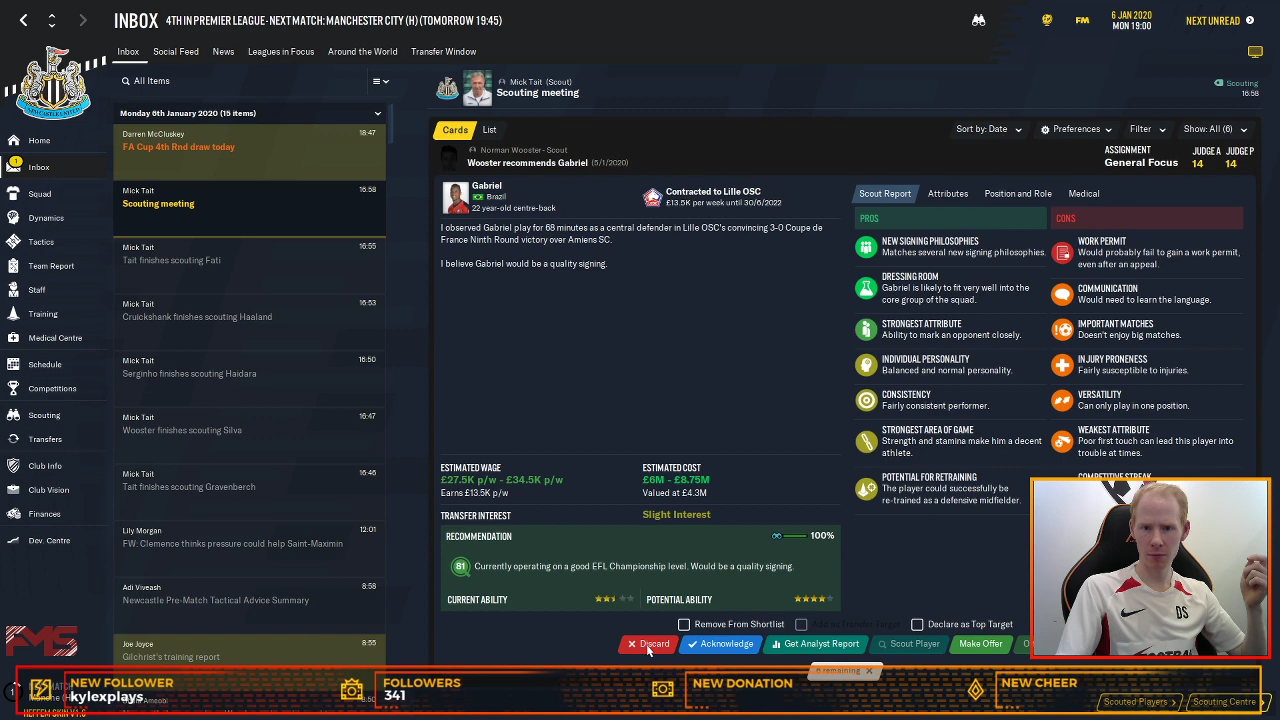 INBOX
4TH IN PREMIER LEAGUE - NEXT MATCH: MANCHESTER CITY (H) (TOMORROW 19:45)
FM
6 JAN 2020
MON 19:00
NEXT UNREAD
Inbox
Social Feed
News
Leagues in Focus
Around the World
Transfer Window
NEWCASTLE UNITED
Home
1
Inbox
Squad
Dynamics
Tactics
Team Report
Staff
Training
Medical Centre
Schedule
Competitions
Scouting
Transfers
Club Info
Club Vision
Finances
Dev. Centre
FMS
All Items
Monday 6th January 2020 (15 items)
Darren McCluskey 18:47
FA Cup 4th Rnd draw today
Mick Tait 16:58
Scouting meeting
Mick Tait 16:55
Tait finishes scouting Fati
Mick Tait 16:53
Cruickshank finishes scouting Haaland
Mick Tait 16:50
Serginho finishes scouting Haidara
Mick Tait 16:47
Wooster finishes scouting Silva
Mick Tait 16:46
Tait finishes scouting Gravenberch
Lily Morgan 12:01
FW: Clemence thinks pressure could help Saint-Maximin
Adi Viveash 8:58
Newcastle Pre-Match Tactical Advice Summary
Joe Joyce 8:55
Gilchrist's training report
Mick Tait (Scout)
Scouting meeting
Scouting
16:58
Cards
List
Sort by: Date
Preferences
Filter
Show: All (6)
Norman Wooster- Scout
Wooster recommends Gabriel (5/1/2020)
ASSIGNMENT
General Focus
JUDGE A
14
JUDGE P
14
Gabriel
Brazil
22 year-old centre-back
Contracted to Lille OSC
£13.5K per week until 30/6/2022
I observed Gabriel play for 68 minutes as a central defender in Lille OSC's convincing 3-0 Coupe de
France Ninth Round victory over Amiens SC.
I believe Gabriel would be a quality signing.
ESTIMATED WAGE
£27.5K p/w - £34.5K p/w
Earns £13.5K p/w
ESTIMATED COST
£6M - £8.75M
Valued at £4.3M
TRANSFER INTEREST
Slight Interest
RECOMMENDATION
100%
81
Currently operating on a good EFL Championship level. Would be a quality signing.
CURRENT ABILITY
POTENTIAL ABILITY
Scout Report
Attributes
Position and Role
Medical
PROS
NEW SIGNING PHILOSOPHIES
Matches several new signing philosophies.
DRESSING ROOM
Gabriel is likely to fit very well into the
core group of the squad.
STRONGEST ATTRIBUTE
Ability to mark an opponent closely.
INDIVIDUAL PERSONALITY
Balanced and normal personality.
CONSISTENCY
Fairly consistent performer.
STRONGEST AREA OF GAME
Strength and stamina make him a decent
athlete.
POTENTIAL FOR RETRAINING
The player could successfully be
re-trained as a defensive midfielder.
CONS
WORK PERMIT
Would probably fail to gain a work permit,
even after an appeal.
COMMUNICATION
Would need to learn the language.
IMPORTANT MATCHES
Doesn't enjoy big matches.
INJURY PRONENESS
Fairly susceptible to injuries.
VERSATILITY
Can only play in one position.
WEAKEST ATTRIBUTE
Poor first touch can lead this player into
trouble at times.
COMPETITIVE STREAK
Remove From Shortlist
Add as Transfer Target
Declare as Top Target
Discard
Acknowledge
Get Analyst Report
Scout Player
Make Offer
DS
NEW FOLLOWER
kylexplays
FOLLOWERS
341
6 remaining
NEW DONATION
NEW CHEER
Scouted Players
Scouting Centre